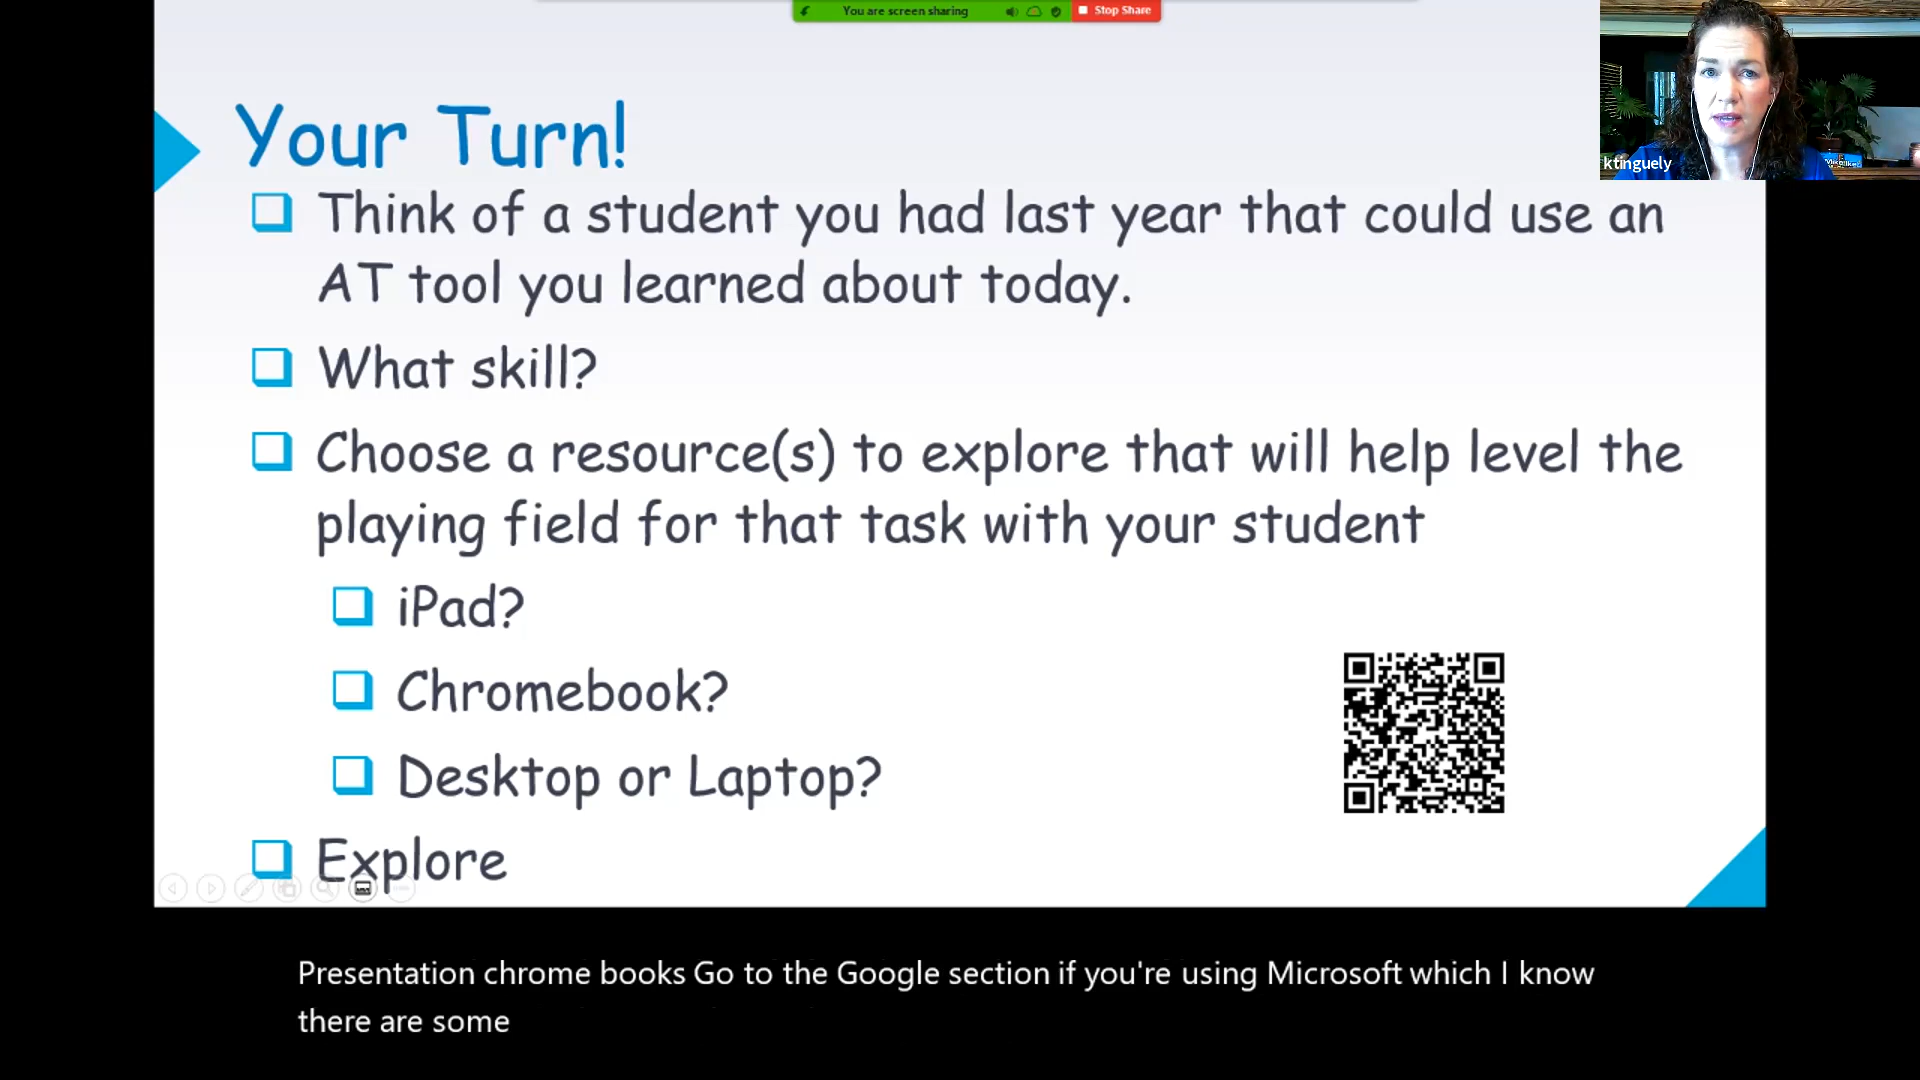 You are screen sharing
Stop Share
ktinguely
Your Turn!
Think of a student you had last year that could use an
AT tool you learned about today.
What skill?
Choose a resource(s) to explore that will help level the
playing field for that task with your student
iPad?
Chromebook?
Desktop or Laptop?
Explore
Presentation chrome books Go to the Google section if you're using Microsoft which I know
there are some